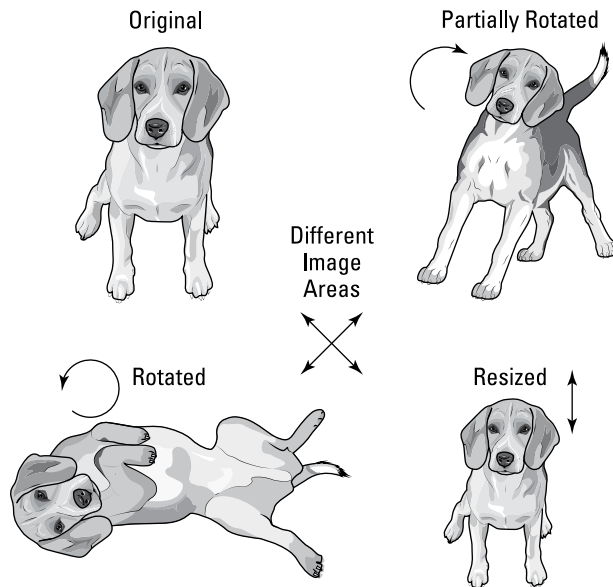 Original
Partially Rotated
Different
Image
Areas
Rotated
Resized